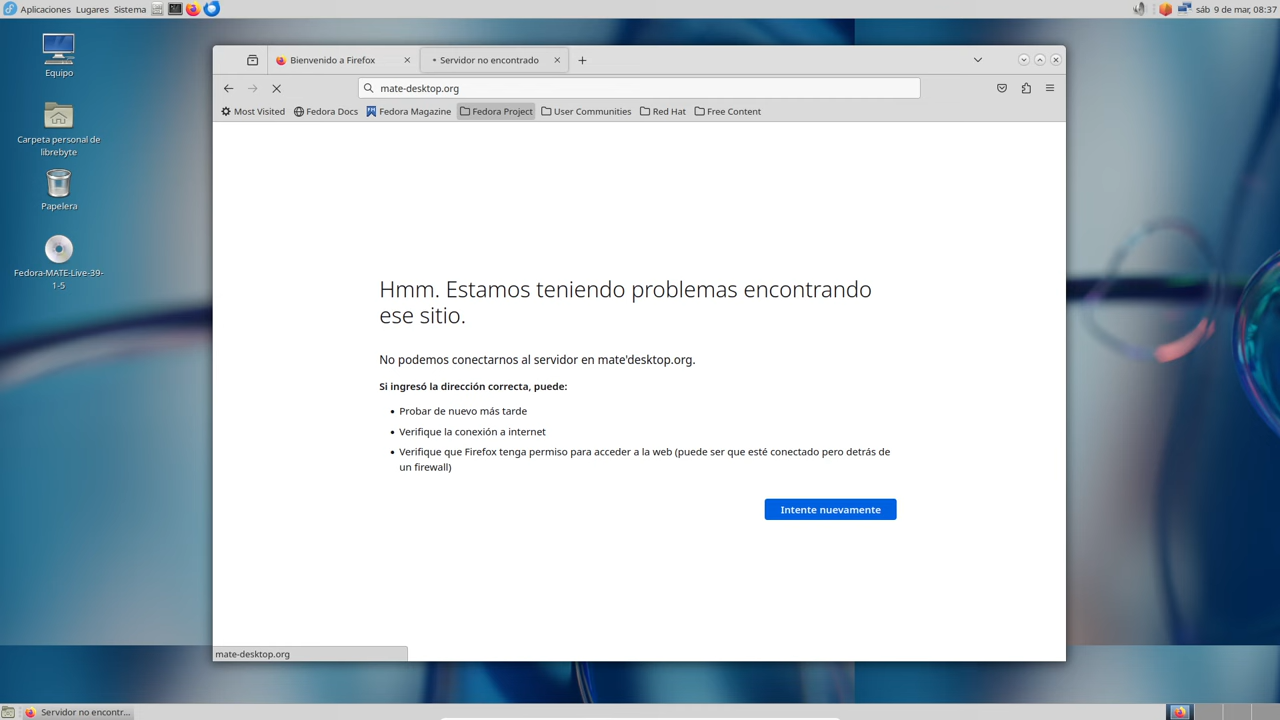 Aplicaciones Lugares Sistema
sáb 9 de mar, 08:37
Equipo
Carpeta personal de
librebyte
Papelera
Fedora-MATE-Live-39-
1-5
Bienvenido a Firefox
Servidor no encontrado
mate-desktop.org
Most Visited Fedora Docs Fedora Magazine Fedora Project User Communities Red Hat Free Content
Hmm. Estamos teniendo problemas encontrando
ese sitio.
No podemos conectarnos al servidor en mate'desktop.org.
Si ingresó la dirección correcta, puede:
• Probar de nuevo más tarde
• Verifique la conexión a internet
• Verifique que Firefox tenga permiso para acceder a la web (puede ser que esté conectado pero detrás de
un firewall)
Intente nuevamente
mate-desktop.org
Servidor no encontr...